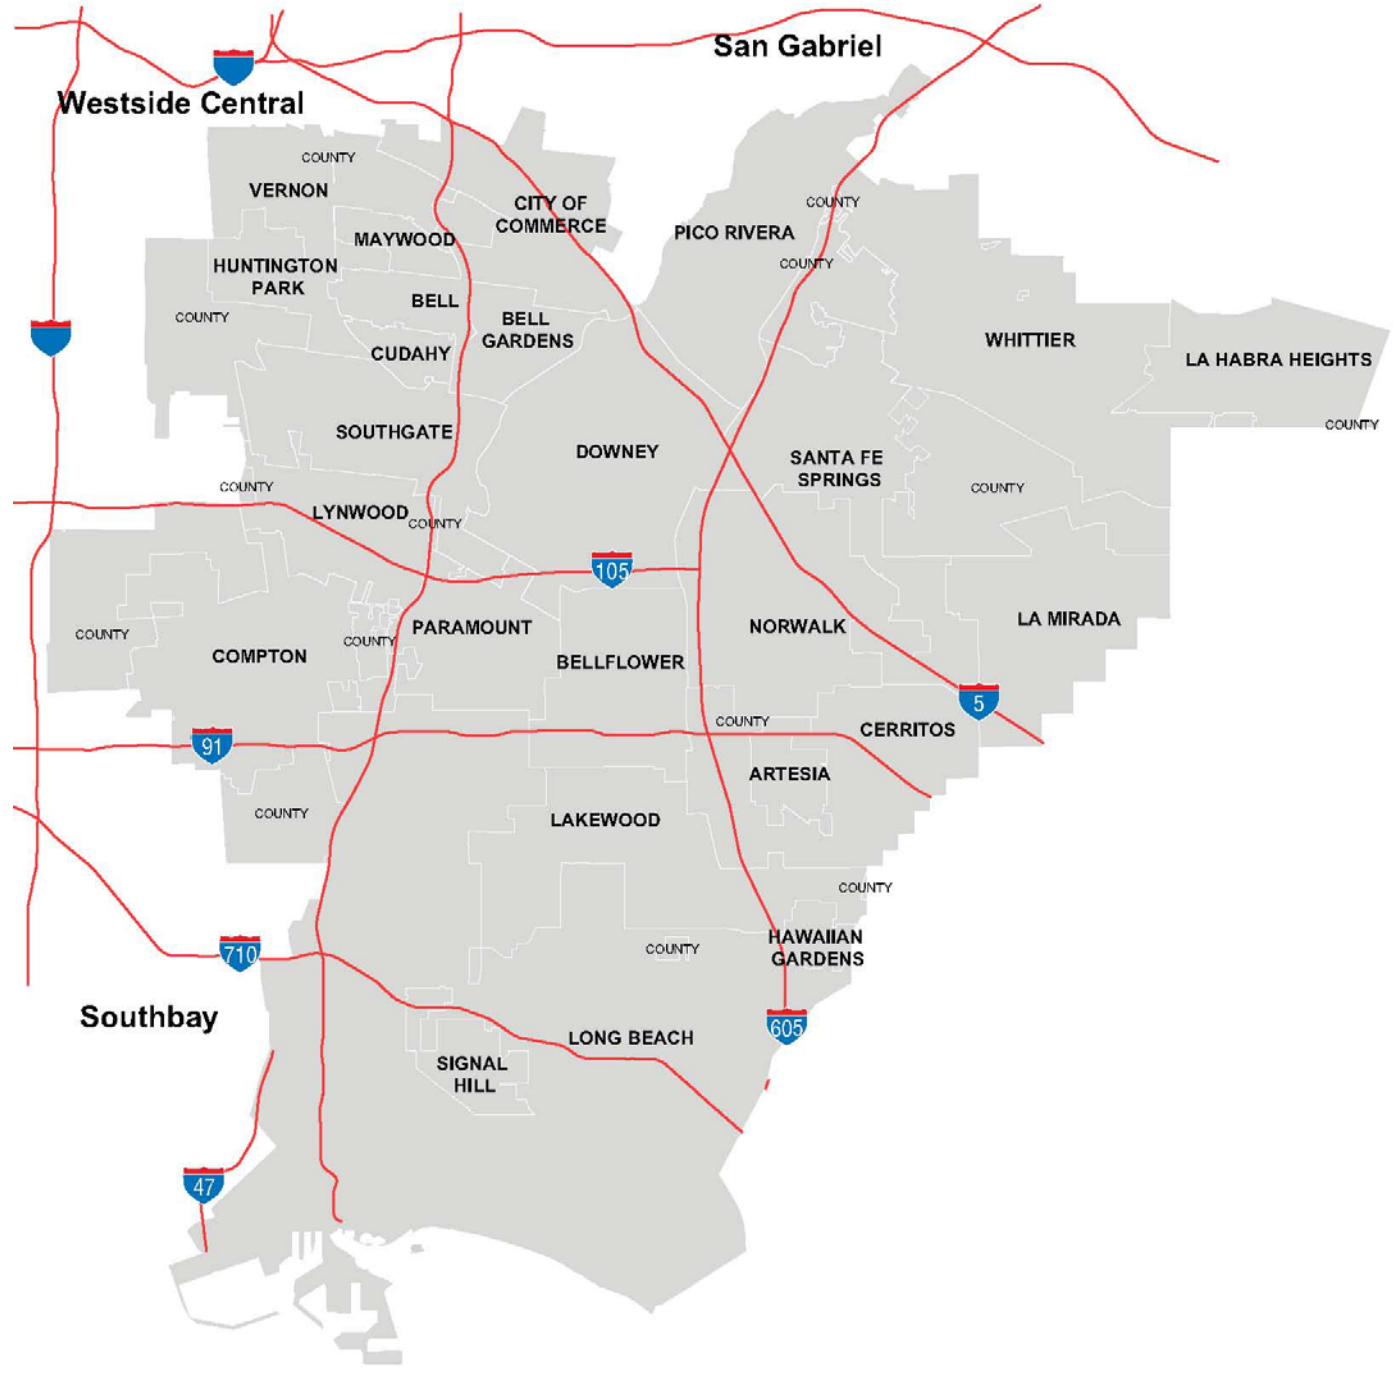 San Gabriel
Westside Central
COUNTY
VERNON
CITY OF
COMMERCE
COUNTY
PICO RIVERA
MAYWOOD
COUNTY
HUNTINGTON
PARK
BELL
COUNTY
BELL
GARDENS
WHITTIER
CUDAHY
LA HABRA HEIGHTS
COUNTY
SOUTHGATE
DOWNEY
SANTA FE
SPRINGS
COUNTY
COUNTY
LYNWOOD
COUNTY
105
COUNTY
COMPTON
COUNTY
PARAMOUNT
BELLFLOWER
NORWALK
LA MIRADA
5
COUNTY
CERRITOS
91
ARTESIA
COUNTY
LAKEWOOD
COUNTY
710
COUNTY
HAWAIIAN
GARDENS
Southbay
605
LONG BEACH
SIGNAL
HILL
47